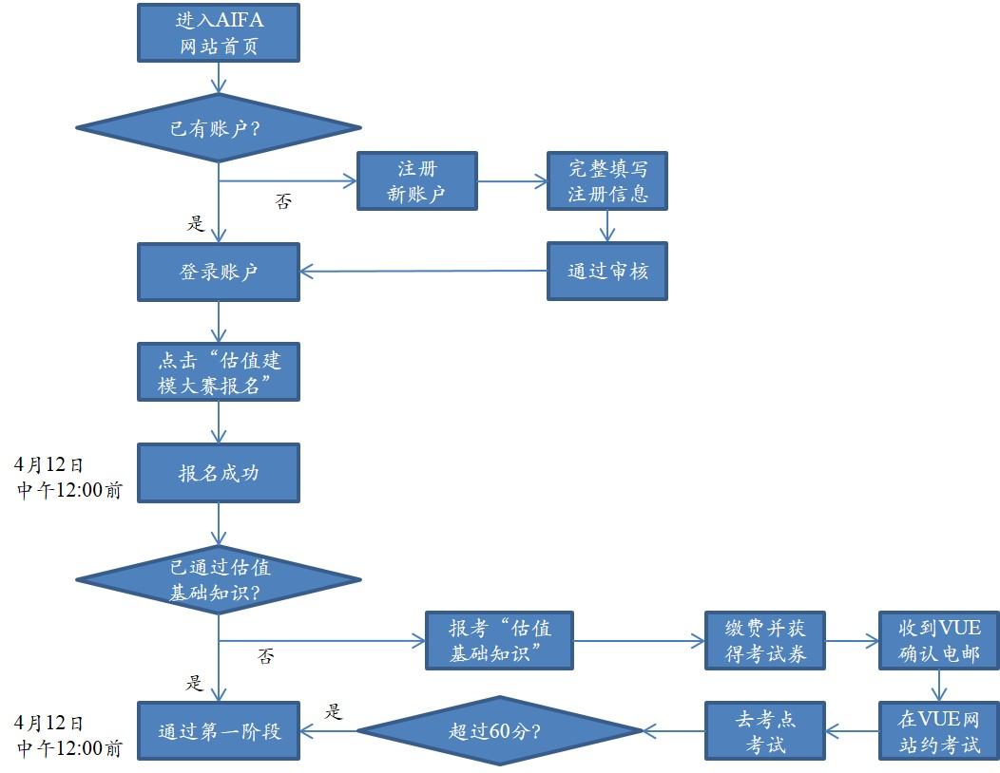 进入AIFA
网站首页
已有账户?
否
是
注册
新账户
完整填写
注册信息
通过审核
登录账户
点击“估值建
模大赛报名”
4月12日
中午12:00前
报名成功
已通过估值
基础知识?
否
是
报考“估值
基础知识”
缴费并获
得考试券
收到VUE
确认电邮
在VUE网
站约考试
去考点
考试
超过60分?
是
通过第一阶段
4月12日
中午12:00前